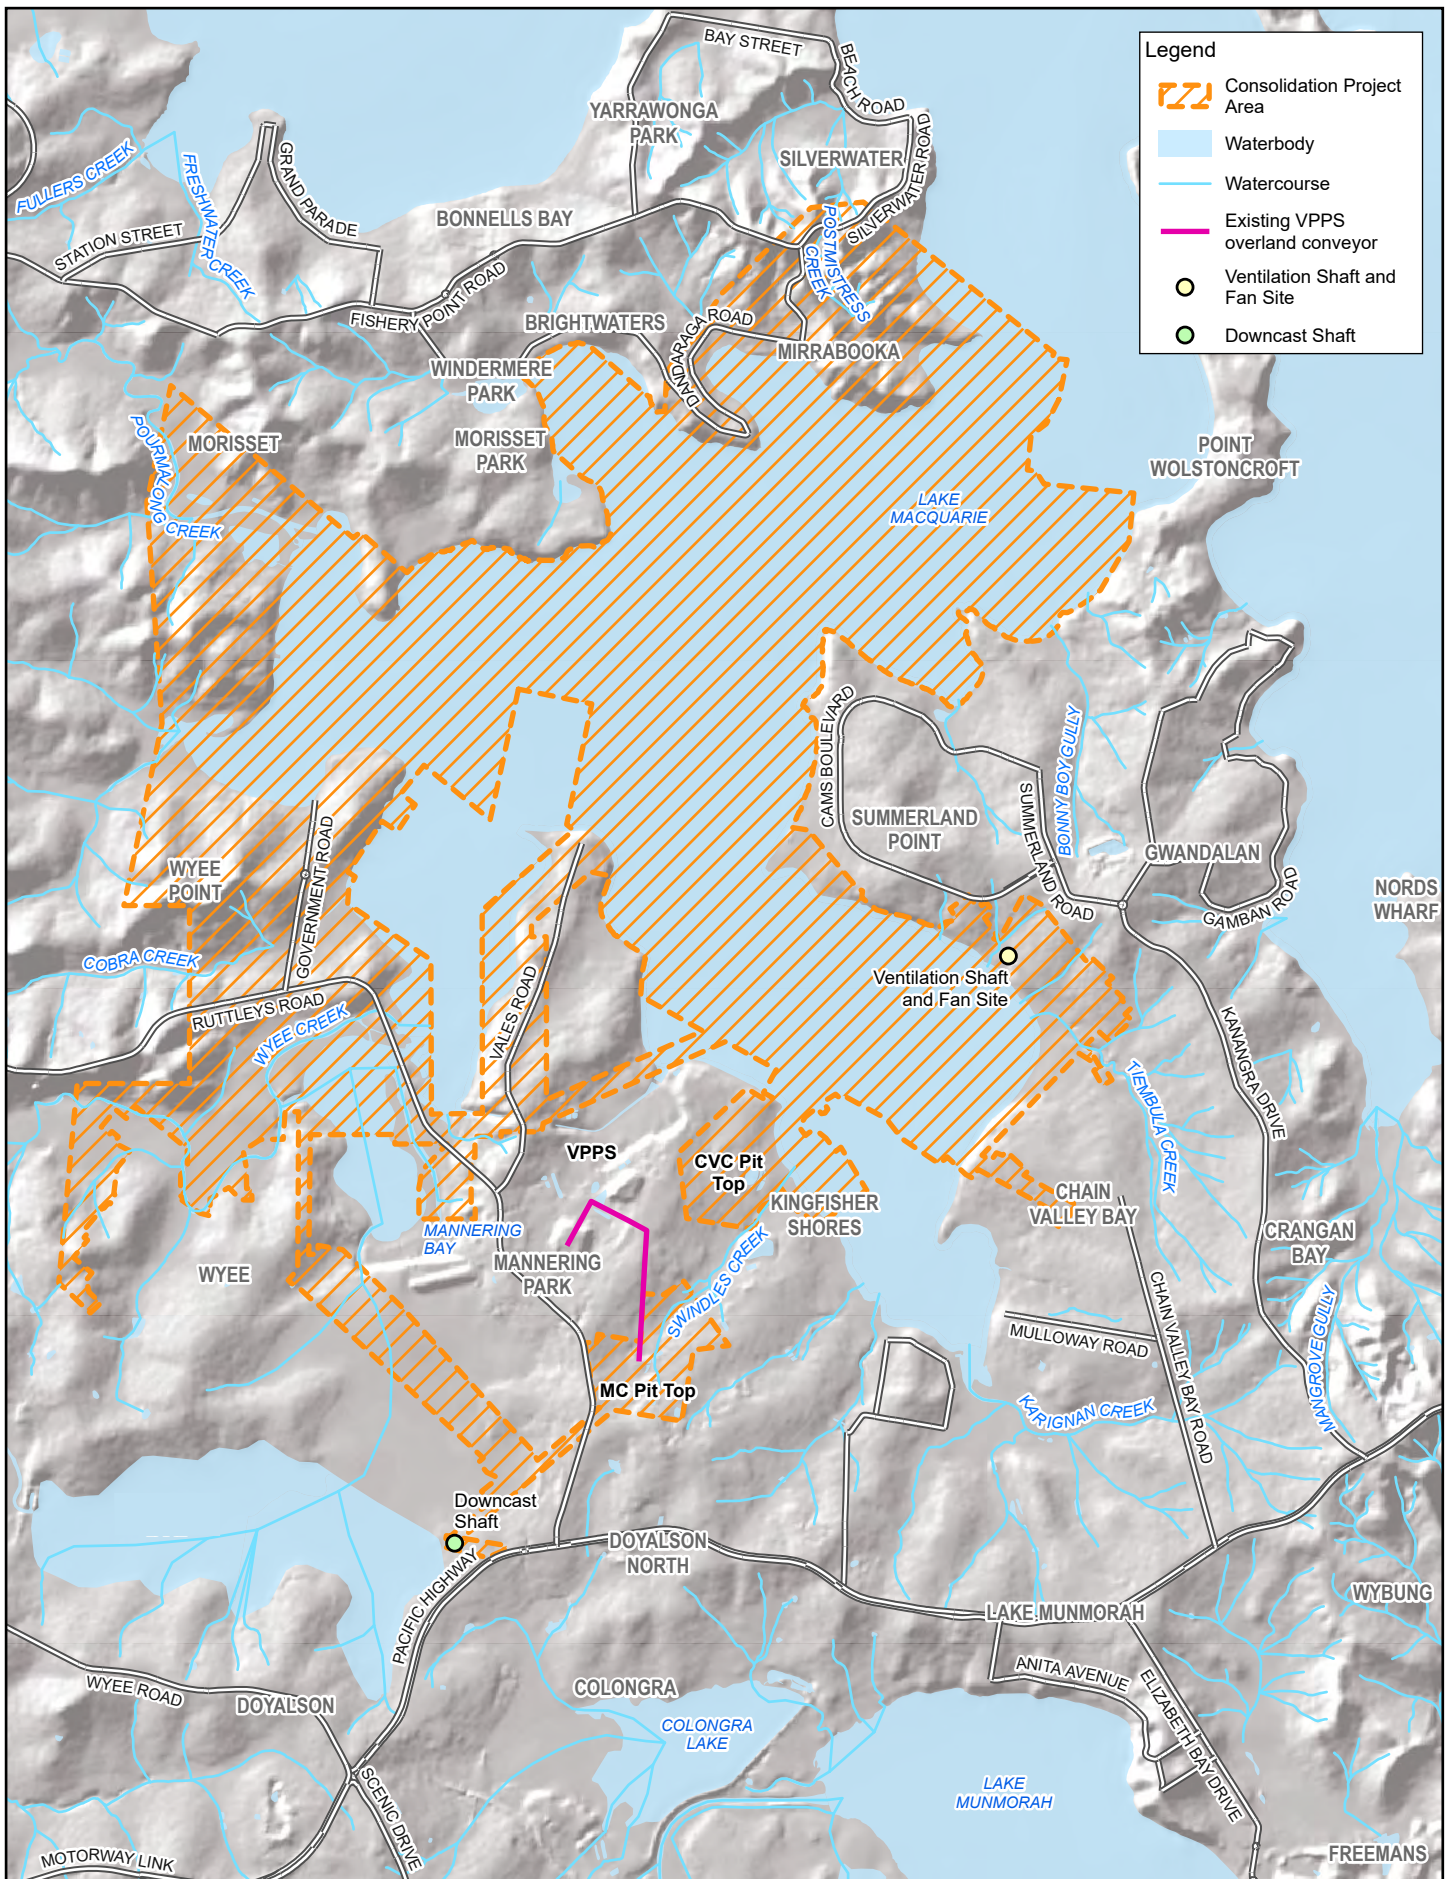 BAY STREET
BEACH ROAD
Legend
Consolidation Project
Area
Waterbody
Watercourse
Existing VPPS
overland conveyor
Ventilation Shaft and
Fan Site
Downcast Shaft
YARRAWONGA
PARK
SILVERWATER
SILVERWATER ROAD
FULLERS CREEK
FRESHWATER CREEK
GRAND PARADE
STATION STREET
BONNELLS BAY
POSTMISTRESS
CREEK
FISHERY POINT ROAD
BRIGHTWATERS
DANDARAGA ROAD
MIRRABOOKA
WINDERMERE
PARK
MORISSET
MORISSET
PARK
POURMAKONG CREEK
POINT
WOLSTONCROFT
LAKE
MACQUARIE
CAMS BOULEVARD
SUMMERLAND
POINT
SUMMERLAND ROAD
BONNY BOY GULLY
GWANDALAN
GAMBAN ROAD
NORDS
WHARF
WYEE
POINT
GOVERNMENT ROAD
COBRA CREEK
RUTTLEYS ROAD
WYEE CREEK
VALES ROAD
Ventilation Shaft
and Fan Site
KANANGRA DRIVE
TIEMBULA CREEK
VPPS
CVC Pit
Top
KINGFISHER
SHORES
CHAIN
VALLEY BAY
CRANGAN
BAY
MANNERING
BAY
MANNERING
PARK
WYEE
SWINDLES CREEK
MULLOWAY ROAD
CHAIN VALLEY BAY ROAD
MANGROVE GULLY
MC Pit Top
KARIGNAN CREEK
Downcast
Shaft
DOYALSON
NORTH
PACIFIC HIGHWAY
LAKE MUNMORAH
WYBUNG
WYEE ROAD
DOYALSON
COLONGRA
ANITA AVENUE
ELIZABETH BAY DRIVE
COLONGRA
LAKE
LAKE
MUNMORAH
SCENIC DRIVE
MOTORWAY LINK
FREEMANS